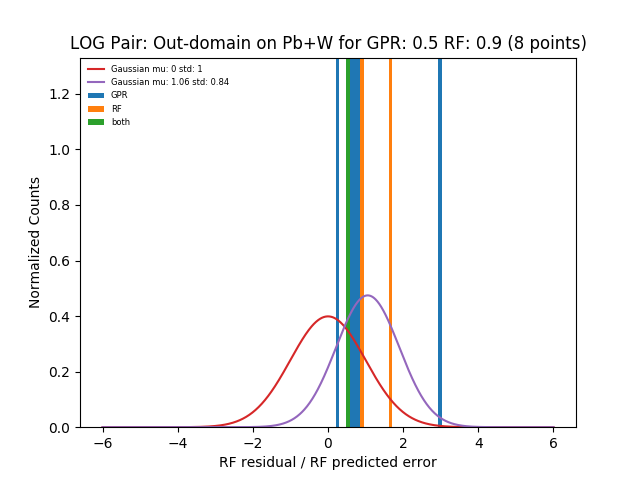 LOG Pair: Out-domain on Pb+W for GPR: 0.5 RF: 0.9 (8 points)
Gaussian mu: 0 std: 1
Gaussian mu: 1.06 std: 0.84
GPR
RF
both
Normalized Counts
1.2
1.0
0.8
0.6
0.4
0.2
0.0
−6 −4 −2 0 2 4 6
RF residual / RF predicted error